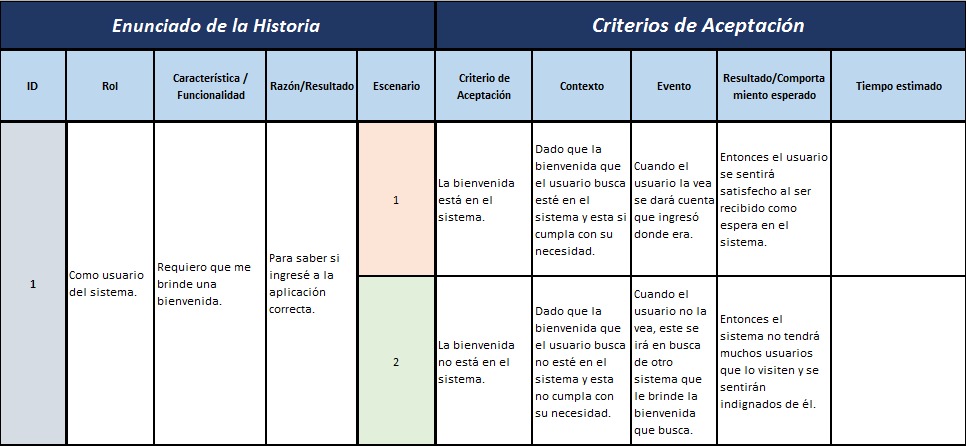 Enunciado de la Historia
Criterios de Aceptación
ID
Rol
Característica /
Funcionalidad
Razón/Resultado
Escenario
Criterio de
Aceptación
Contexto
Evento
Resultado/Comporta
miento esperado
Tiempo estimado
1
Como usuario
del sistema.
Requiero que me
brinde una
bienvenida.
Para saber si
ingresé a la
aplicación
correcta.
1
La bienvenida
está en el
sistema.
Dado que la
bienvenida que
el usuario busca
esté en el
sistema y esta si
cumpla con su
necesidad.
Cuando el
usuario la vea
se dará cuenta
que ingresó
donde era.
Entonces el usuario
se sentirá
satisfecho al ser
recibido como
espera en el
sistema.
2
La bienvenida
no está en el
sistema.
Dado que la
bienvenida que
el usuario busca
no esté en el
sistema y esta
no cumpla con
su necesidad.
Cuando el
usuario no la
vea, este se
irá en busca
de otro
sistema que
le brinde la
bienvenida
que busca.
Entonces el
sistema no tendrá
muchos usuarios
que lo visiten y se
sentirán
indignados de él.